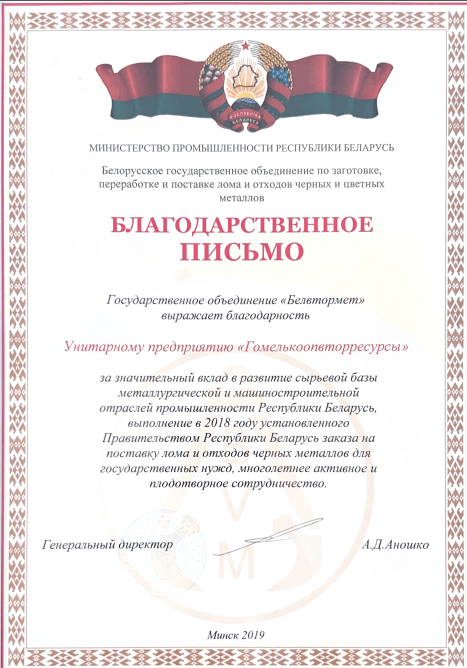 РЭСПУБЛІКА
БЕЛАРУСЬ
МИНИСТЕРСТВО ПРОМЫШЛЕННОСТИ РЕСПУБЛИКИ БЕЛАРУСЬ
Белорусское государственное объединение по заготовке,
переработке и поставке лома и отходов черных и цветных
металлов
БЛАГОДАРСТВЕННОЕ
ПИСЬМО
Государственное объединение «Белвтормет»
выражает благодарность
Унитарному предприятию «Гомелькоопвторресурсы»
за значительный вклад в развитие сырьевой базы
металлургической и машиностроительной
отраслей промышленности Республики Беларусь,
выполнение в 2018 году установленного
Правительством Республики Беларусь заказа на
поставку лома и отходов черных металлов для
государственных нужд, многолетнее активное и
плодотворное сотрудничество.
V
М
Генеральный директор А.Д.Аношко
Минск 2019